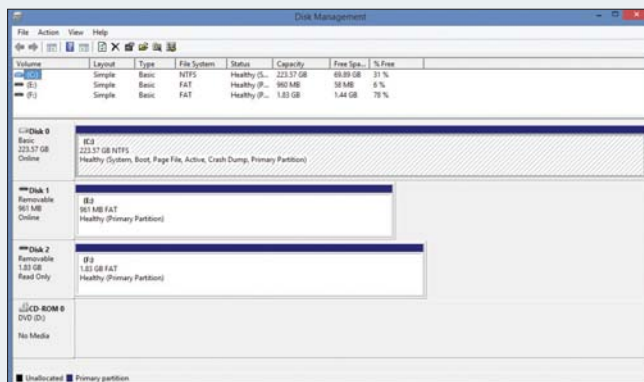 Disk Management
File Action View Help
Volume Layout Type File System Status Capacity Free Spa... % Free
(C:) Simple Basic NTFS Healthy (S... 223.57 GB 69.89 GB 31 %
(E:) Simple Basic FAT Healthy (P... 960 MB 58 MB 6 %
(F:) Simple Basic FAT Healthy (P... 1.83 GB 1.44 GB 78 %
Disk 0
Basic
223.57 GB
Online
(C:)
223.57 GB NTFS
Healthy (System, Boot, Page File, Active, Crash Dump, Primary Partition)
Disk 1
Removable
961 MB
Online
(E:)
961 MB FAT
Healthy (Primary Partition)
Disk 2
Removable
1.83 GB
Read Only
(F:)
1.83 GB FAT
Healthy (Primary Partition)
CD-ROM 0
DVD (D:)
No Media
Unallocated Primary partition